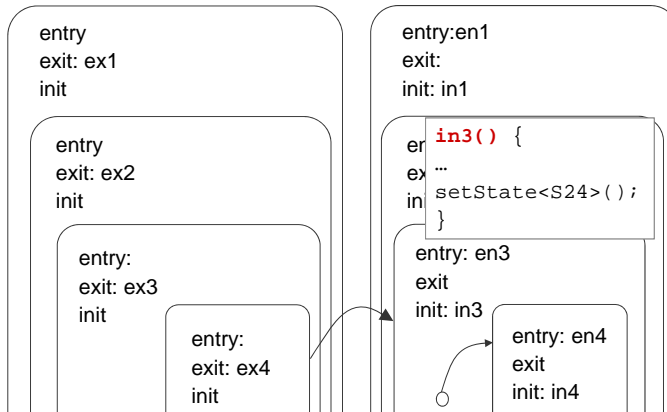 entry
exit: ex1
init
entry
exit: ex2
init
entry:
exit: ex3
init
entry:
exit: ex4
init
entry:en1
exit:
init: in1
in3() {
…
setState<S24>();
}
entry: en3
exit
init: in3
entry: en4
exit
init: in4